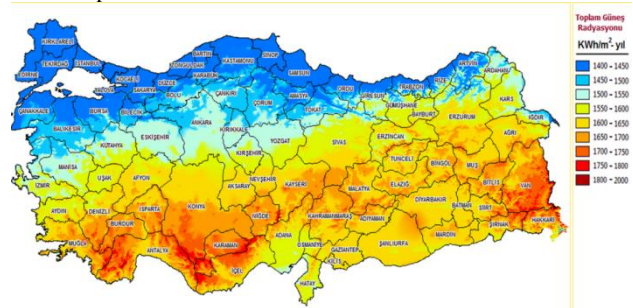 Toplam Güneş
Radyasyonu
KWh/m²- yıl
1400 - 1450
1450 - 1500
1500 - 1550
1550 - 1600
1600 - 1650
1650 - 1700
1700 - 1750
1750 - 1800
1800 - 2000
KIRKLARELİ
EDİRNE
TEKİRDAĞ
İSTANBUL
KOCAELİ
YALOVA
SAKARYA
DÜZCE
BOLU
ZONGULDAK
BARTIN
KARABÜK
KASTAMONU
SİNOP
SAMSUN
ORDU
GİRESUN
TRABZON
RİZE
ARTVİN
ARDAHAN
KARS
IĞDIR
ÇANAKKALE
BALIKESİR
BURSA
BİLECİK
ESKİŞEHİR
KÜTAHYA
ANKARA
ÇANKIRI
ÇORUM
AMASYA
TOKAT
KIRIKKALE
YOZGAT
KIRŞEHİR
SİVAS
GÜMÜŞHANE
BAYBURT
ERZİNCAN
ERZURUM
AĞRI
MANİSA
İZMİR
UŞAK
AFYON
AYDIN
DENİZLİ
MUĞLA
BURDUR
ISPARTA
ANTALYA
KONYA
AKSARAY
NEVŞEHİR
NİĞDE
KAYSERİ
KARAMAN
İÇEL
ADANA
OSMANİYE
HATAY
KAHRAMANMARAŞ
GAZİANTEP
KİLİS
ADIYAMAN
MALATYA
ELAZIĞ
TUNCELİ
BİNGÖL
MUŞ
BİTLİS
VAN
HAKKARİ
ŞIRNAK
SİİRT
BATMAN
DİYARBAKIR
MARDİN
ŞANLIURFA